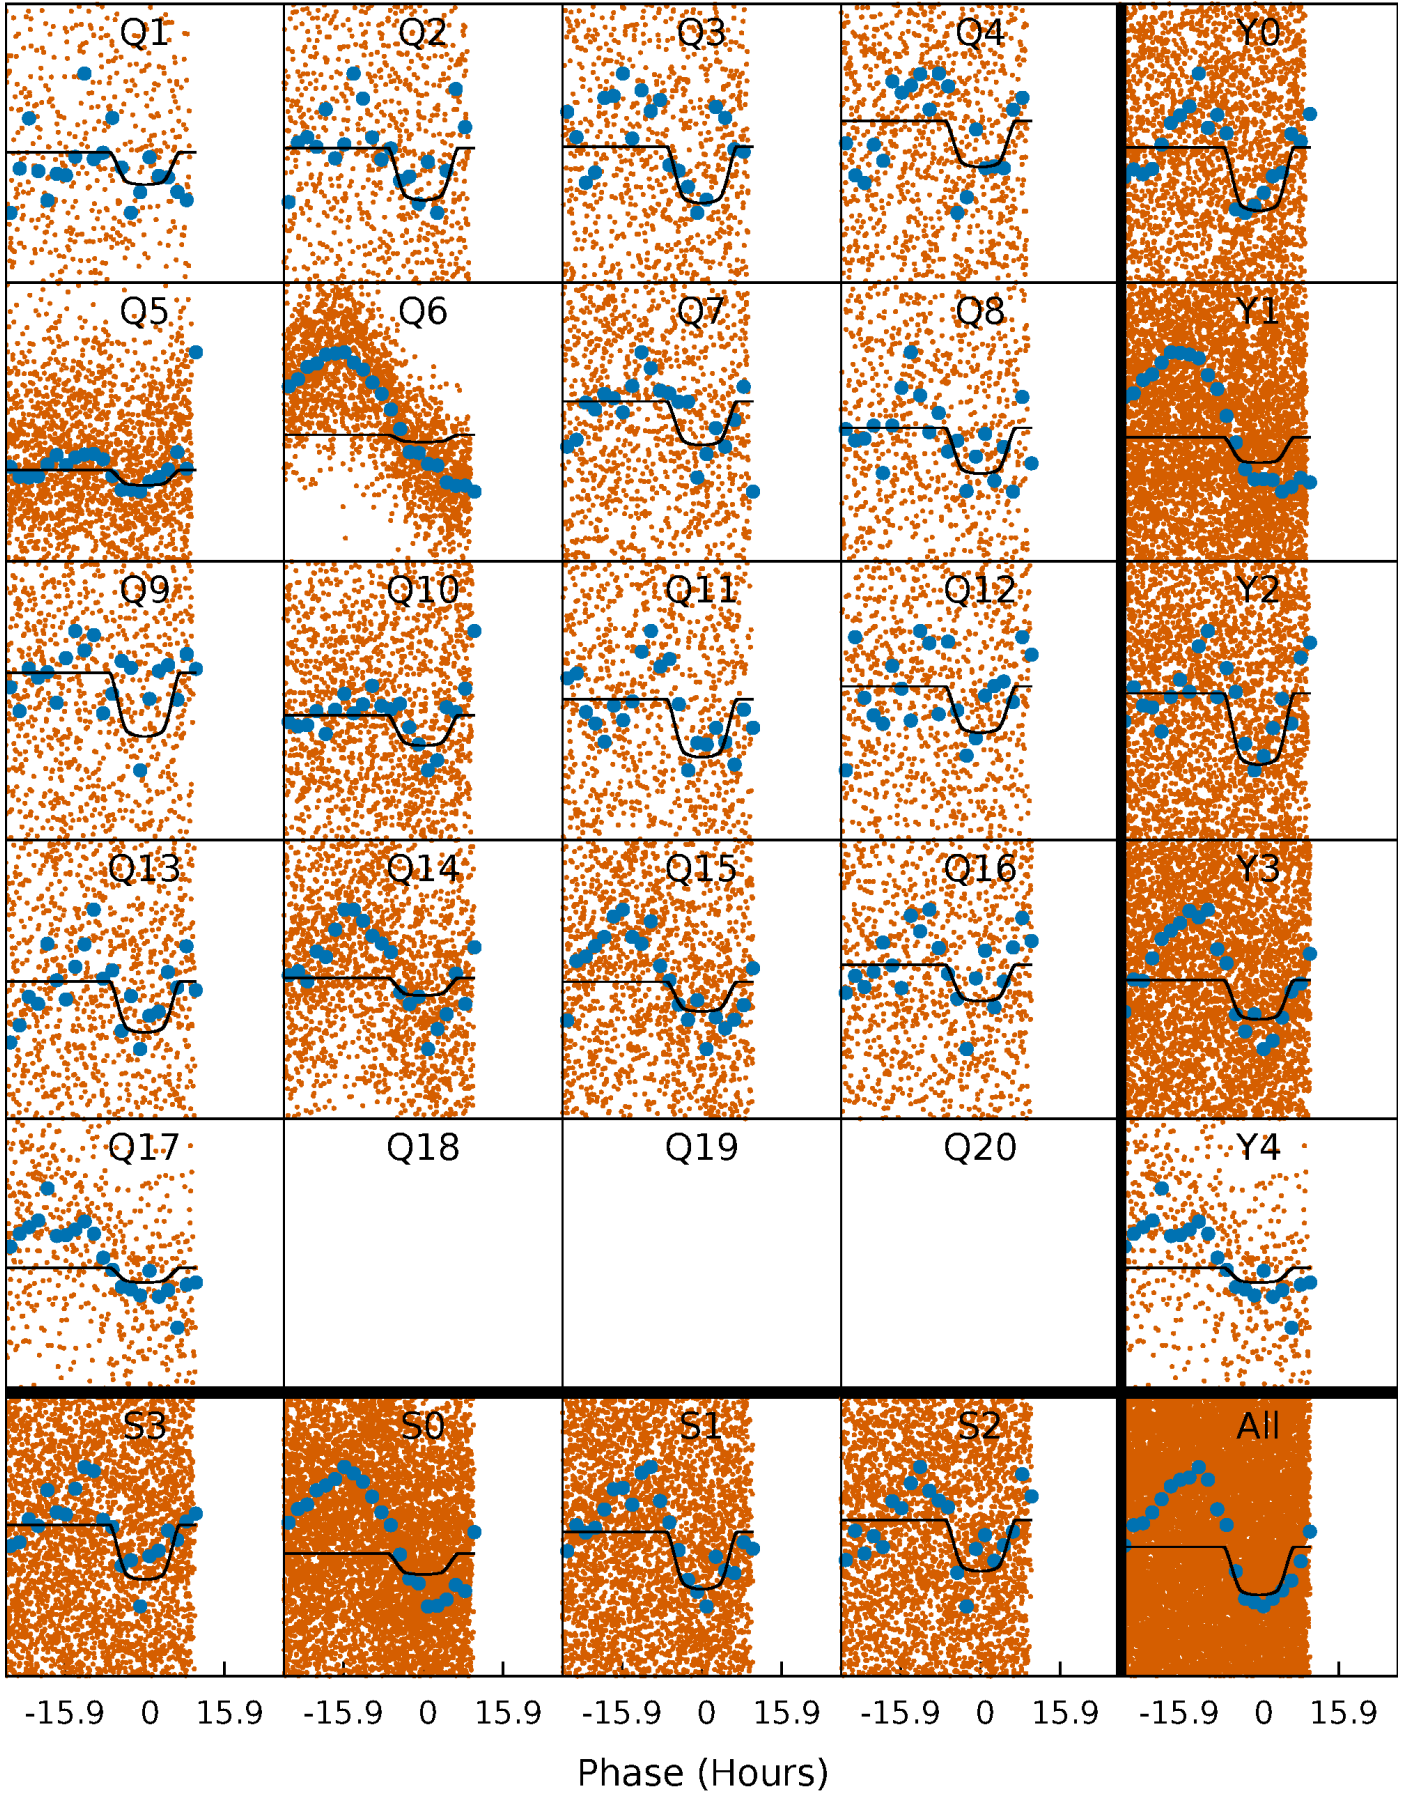 Q1 Q2 Q3 Q4 Y0
Q5 Q6 Q7 Q8 Y1
Q9 Q10 Q11 Q12 Y2
Q13 Q14 Q15 Q16 Y3
Q17 Q18 Q19 Q20 Y4
S3 S0 S1 S2 All
-15.9 0 15.9 -15.9 0 15.9 -15.9 0 15.9 -15.9 0 15.9 -15.9 0 15.9
Phase (Hours)